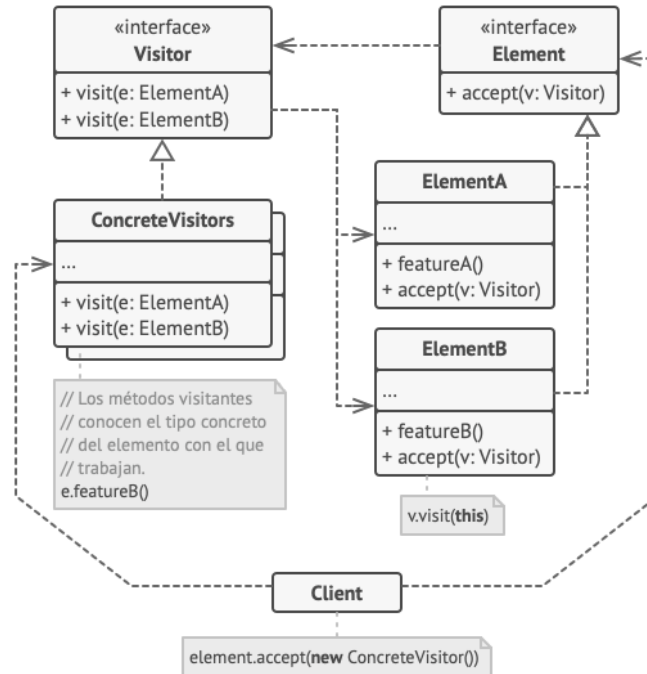 «interface»
Visitor
+ visit(e: ElementA)
+ visit(e: ElementB)
«interface»
Element
+ accept(v: Visitor)
ConcreteVisitors
...
+ visit(e: ElementA)
+ visit(e: ElementB)
// Los métodos visitantes
// conocen el tipo concreto
// del elemento con el que
// trabajan.
e.featureB()
ElementA
...
+ featureA()
+ accept(v: Visitor)
ElementB
...
+ featureB()
+ accept(v: Visitor)
v.visit(this)
Client
element.accept(new ConcreteVisitor())